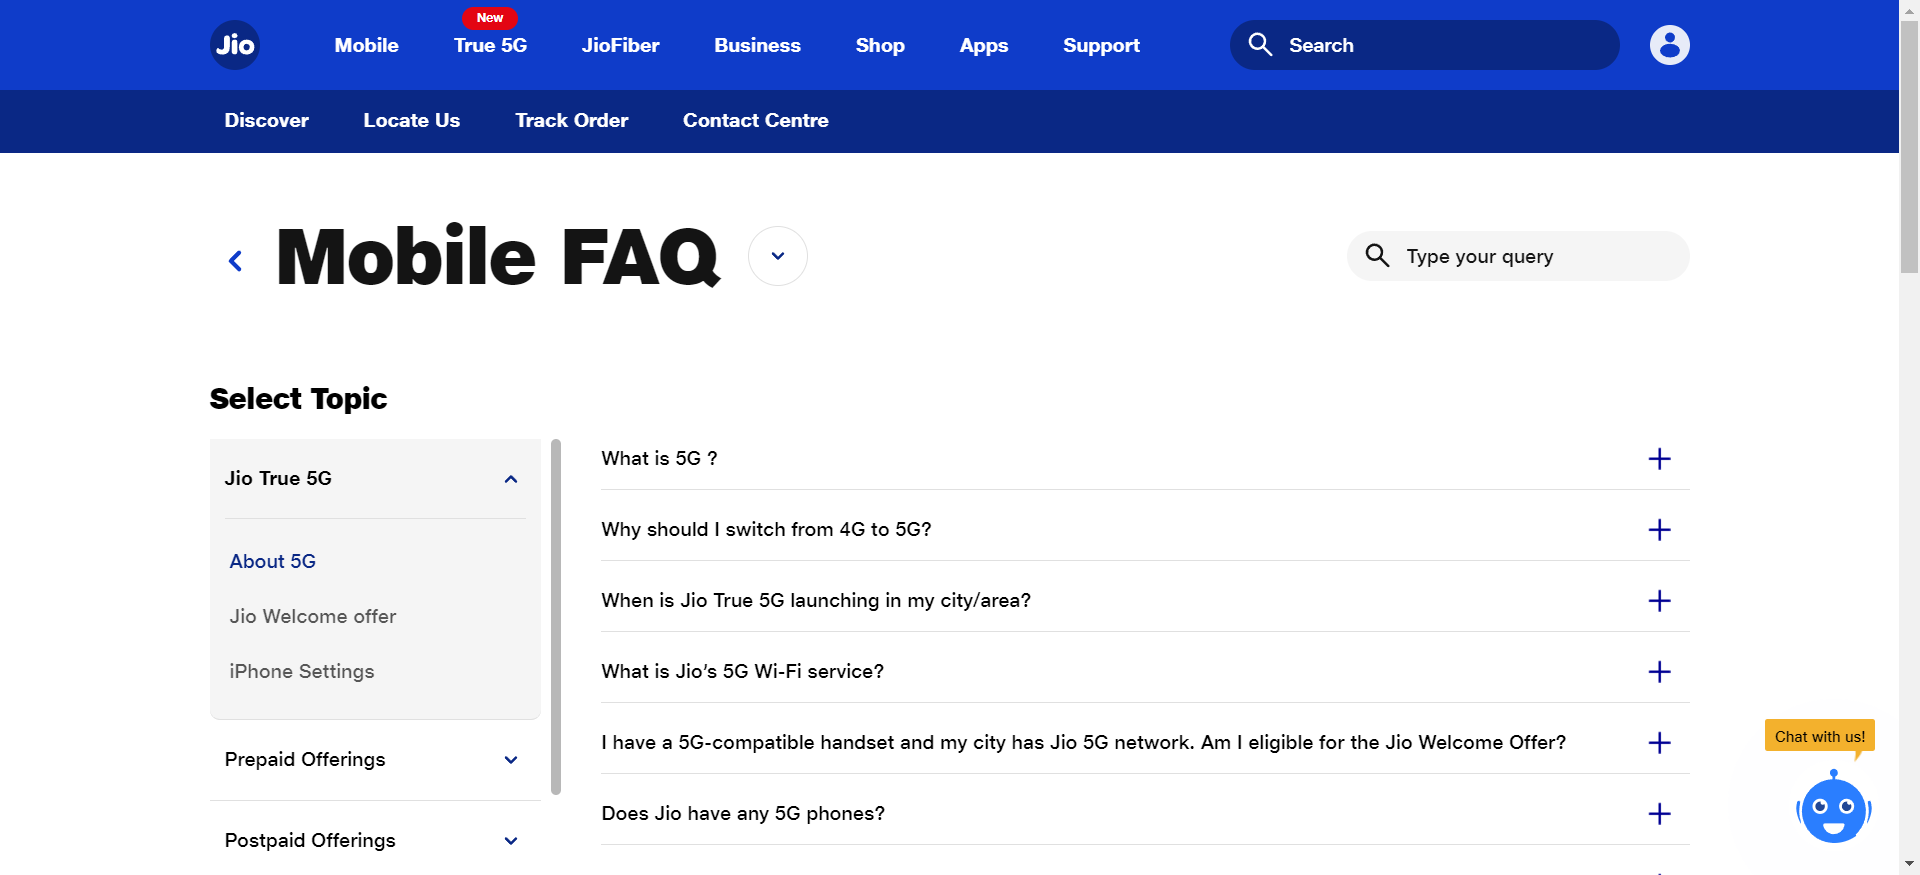 New
Jio Mobile True 5G JioFiber Business Shop Apps Support Search
Discover Locate Us Track Order Contact Centre
Mobile FAQ Type your query
Select Topic
Jio True 5G
About 5G
Jio Welcome offer
iPhone Settings
Prepaid Offerings
Postpaid Offerings
What is 5G ?
Why should I switch from 4G to 5G?
When is Jio True 5G launching in my city/area?
What is Jio’s 5G Wi-Fi service?
I have a 5G-compatible handset and my city has Jio 5G network. Am I eligible for the Jio Welcome Offer?
Does Jio have any 5G phones?
Chat with us!